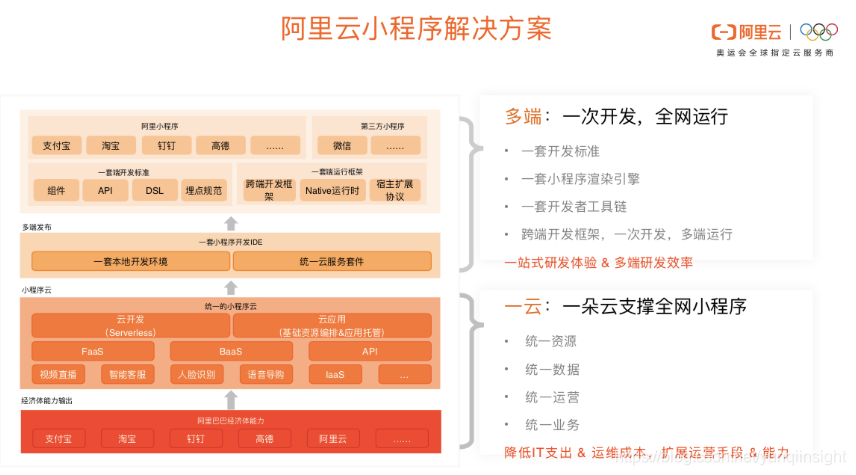 阿里云小程序解决方案
阿里云
奥运会全球指定云服务商
阿里小程序
第三方小程序
支付宝
淘宝
钉钉
高德
……
微信
……
一套端开发标准
一套端运行框架
组件
API
DSL
埋点规范
跨端开发框
架
Native运行时
宿主扩展
协议
多端发布
一套小程序开发IDE
一套本地开发环境
统一云服务套件
小程序云
统一的小程序云
云开发
（Serverless）
云应用
（基础资源编排&应用托管）
FaaS
BaaS
API
视频直播
智能客服
人脸识别
语音导购
IaaS
…
经济体能力输出
阿里巴巴经济体能力
支付宝
淘宝
钉钉
高德
阿里云
……
多端：一次开发，全网运行
• 一套开发标准
• 一套小程序渲染引擎
• 一套开发者工具链
• 跨端开发框架，一次开发，多端运行
一站式研发体验 & 多端研发效率
一云：一朵云支撑全网小程序
• 统一资源
• 统一数据
• 统一运营
• 统一业务
降低IT支出 & 运维成本，扩展运营手段 & 能力